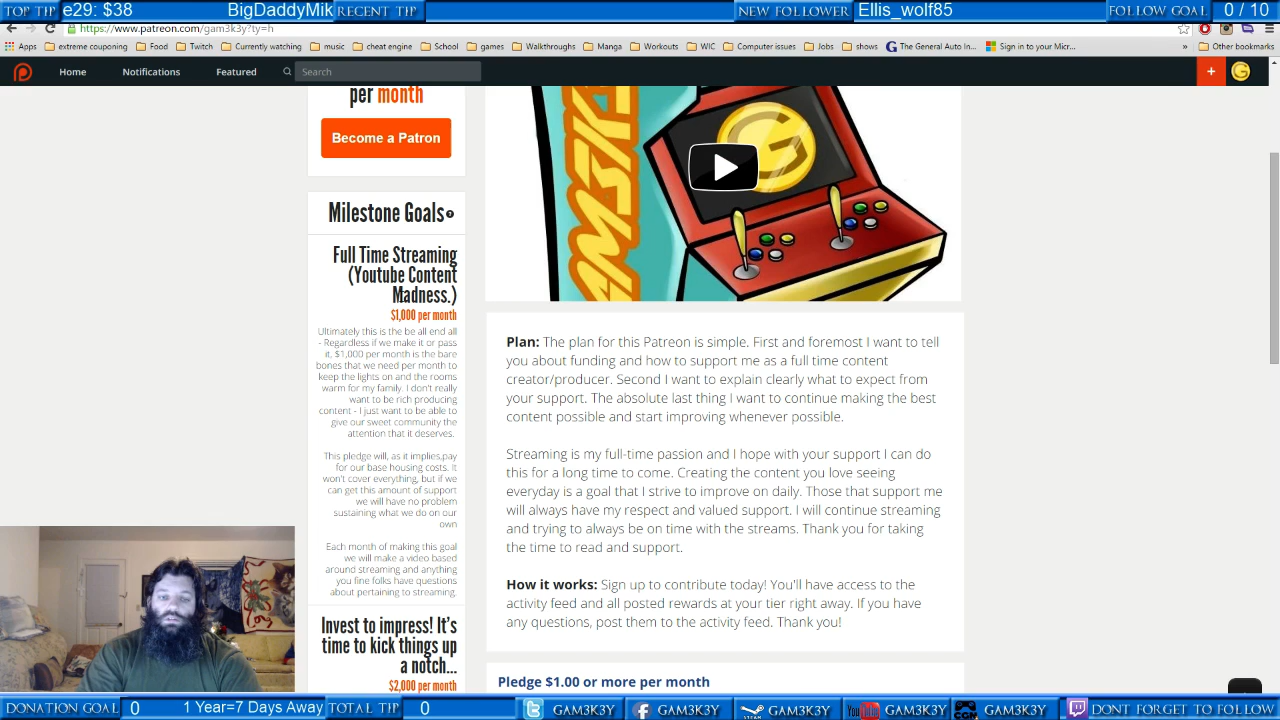 TOP TIP e29: $38 BigDaddyMik RECENT TIP NEW FOLLOWER Ellis_wolf85 FOLLOW GOAL 0 / 10
https://www.patreon.com/gam3k3y?ty=h
Apps extreme couponing Food Twitch Currently watching music cheat engine School games Walkthroughs Manga Workouts WIC Computer issues Jobs shows The General Auto In... Sign in to your Micr... » Other bookmarks
Home Notifications Featured Search +
per month
Become a Patron
Milestone Goals
Full Time Streaming
(Youtube Content
Madness.)
$1,000 per month
Ultimately this is the be all end all
- Regardless if we make it or pass
it, $1,000 per month is the bare
bones that we need per month to
keep the lights on and the rooms
warm for my family. I don't really
want to be rich producing
content - I just want to be able to
give our sweet community the
attention that it deserves.
This pledge will, as it implies,pay
for our base housing costs. It
won't cover everything, but if we
can get this amount of support
we will have no problem
sustaining what we do on our
own
Each month of making this goal
we will make a video based
around streaming and anything
you fine folks have questions
about pertaining to streaming.
Invest to impress! It's
time to kick things up
a notch...
$2,000 per month
G
Plan: The plan for this Patreon is simple. First and foremost I want to tell
you about funding and how to support me as a full time content
creator/producer. Second I want to explain clearly what to expect from
your support. The absolute last thing I want to continue making the best
content possible and start improving whenever possible.
Streaming is my full-time passion and I hope with your support I can do
this for a long time to come. Creating the content you love seeing
everyday is a goal that I strive to improve on daily. Those that support me
will always have my respect and valued support. I will continue streaming
and trying to always be on time with the streams. Thank you for taking
the time to read and support.
How it works: Sign up to contribute today! You'll have access to the
activity feed and all posted rewards at your tier right away. If you have
any questions, post them to the activity feed. Thank you!
Pledge $1.00 or more per month
DONATION GOAL 0 1 Year=7 Days Away TOTAL TIP 0 GAM3K3Y GAM3K3Y GAM3K3Y GAM3K3Y GAM3K3Y DONT FORGET TO FOLLOW